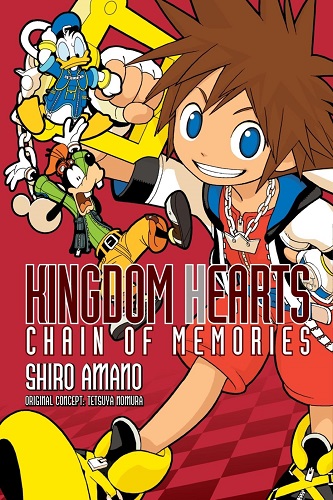 KINGDOM HEARTS
CHAIN OF MEMORIES
SHIRO AMANO
ORIGINAL CONCEPT: TETSUYA NOMURA